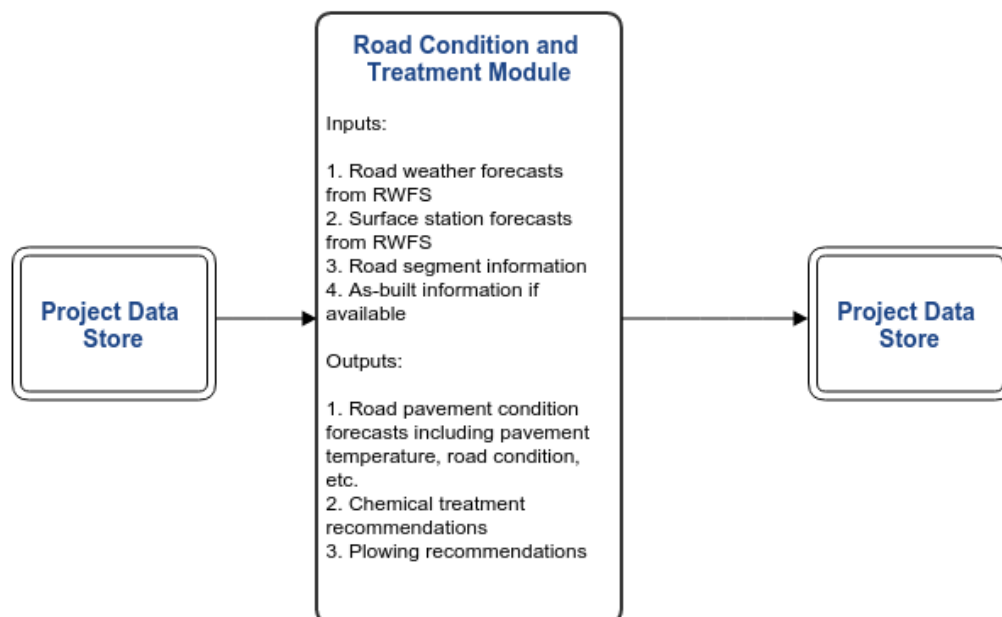 Road Condition and
Treatment Module
Inputs:
1. Road weather forecasts
from RWFS
2. Surface station forecasts
from RWFS
3. Road segment information
4. As-built information if
available
Outputs:
1. Road pavement condition
forecasts including pavement
temperature, road condition,
etc.
2. Chemical treatment
recommendations
3. Plowing recommendations
Project Data
Store
Project Data
Store